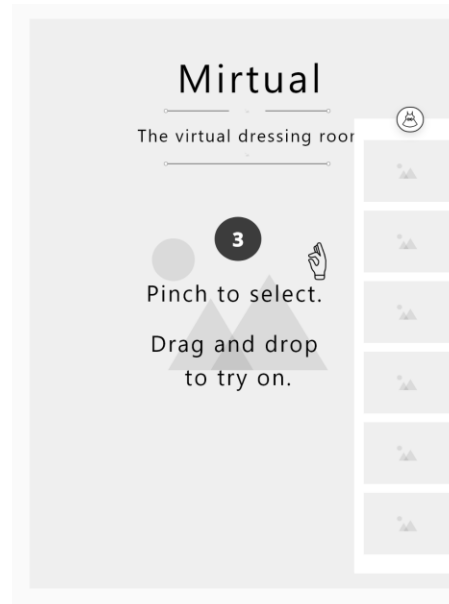 Mirtual
The virtual dressing roor
3
Pinch to select.
Drag and drop
to try on.